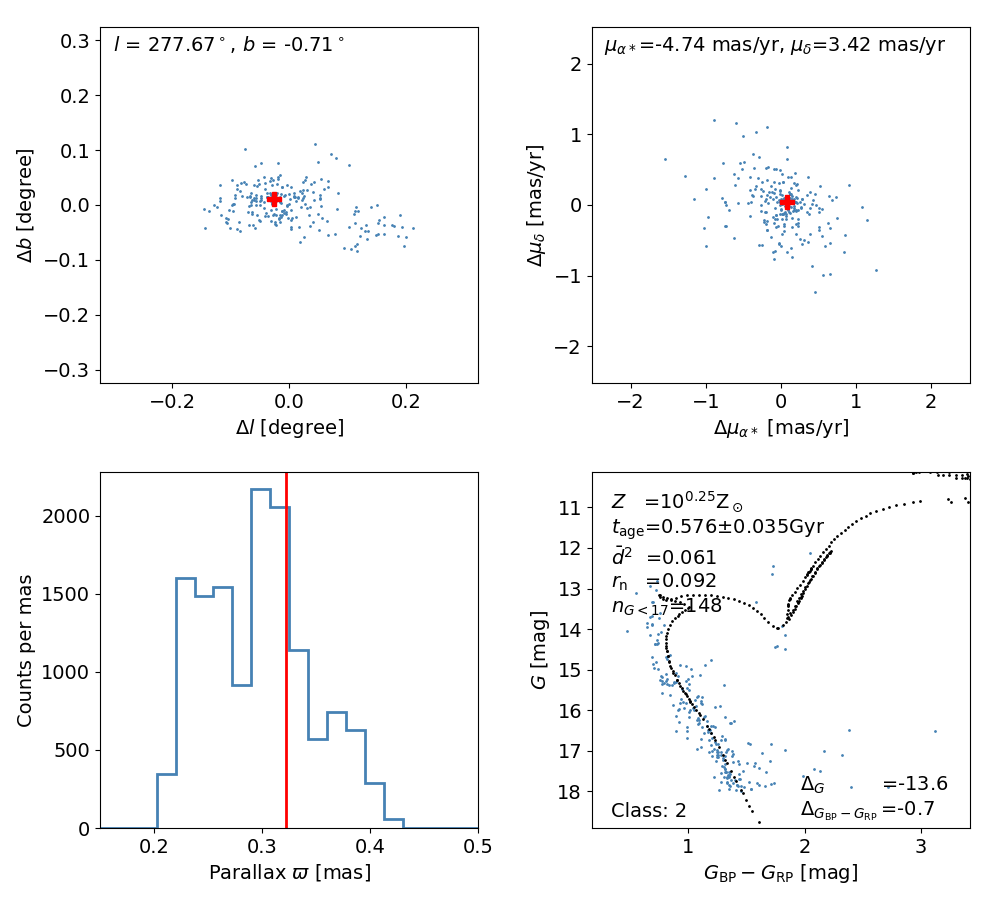 l = 277.67°, b = -0.71°
0.3
0.2
0.1
0.0
−0.1
−0.2
−0.3
Δb [degree]
−0.2 0.0 0.2
Δl [degree]
μα*=-4.74 mas/yr, μδ=3.42 mas/yr
2
1
0
−1
−2
Δμδ [mas/yr]
−2 −1 0 1 2
Δμα* [mas/yr]
2000
1500
1000
500
0
Counts per mas
0.2 0.3 0.4 0.5
Parallax ϖ [mas]
Z =10^0.25 Z⊙
t_age=0.576±0.035Gyr
d̄² =0.061
r_n =0.092
n_G<17=148
11
12
13
14
15
16
17
18
G [mag]
Δ_G =-13.6
Δ_GBP−GRP =-0.7
Class: 2
1 2 3
G_BP − G_RP [mag]